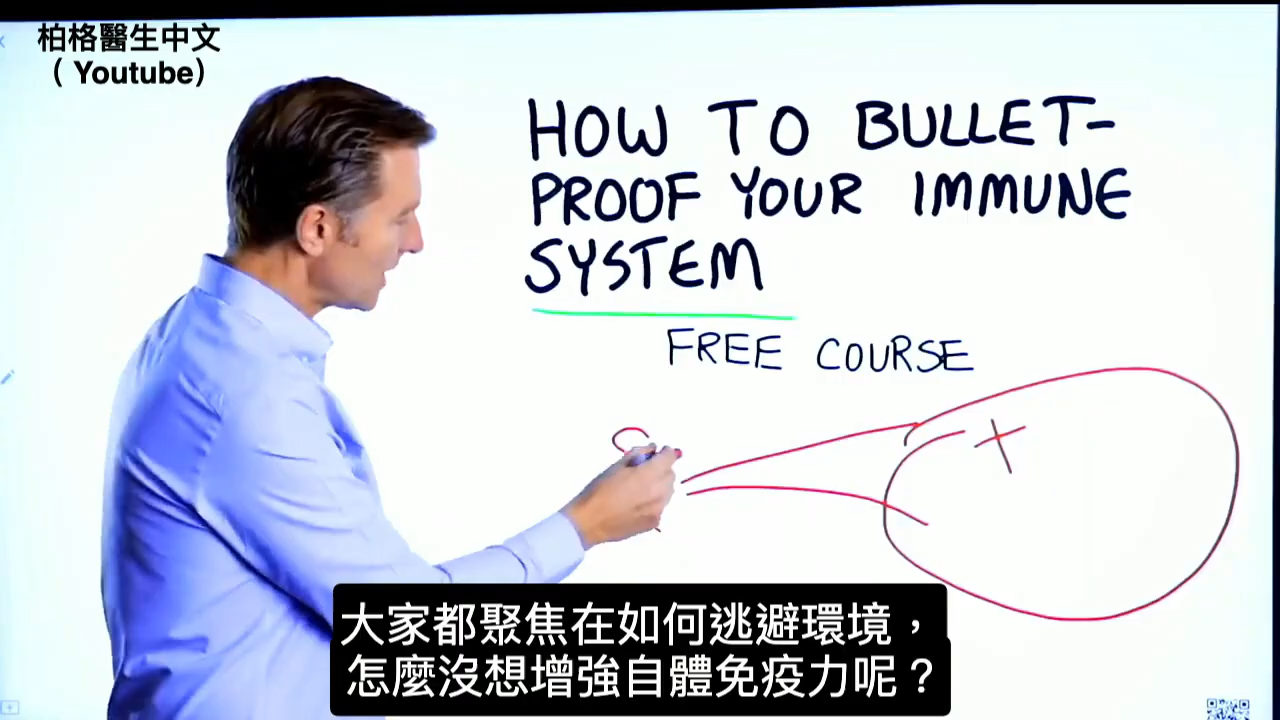 柏格醫生中文
（Youtube）
HOW TO BULLET-
PROOF YOUR IMMUNE
SYSTEM
FREE COURSE
大家都聚焦在如何逃避環境，
怎麼沒想增強自體免疫力呢？